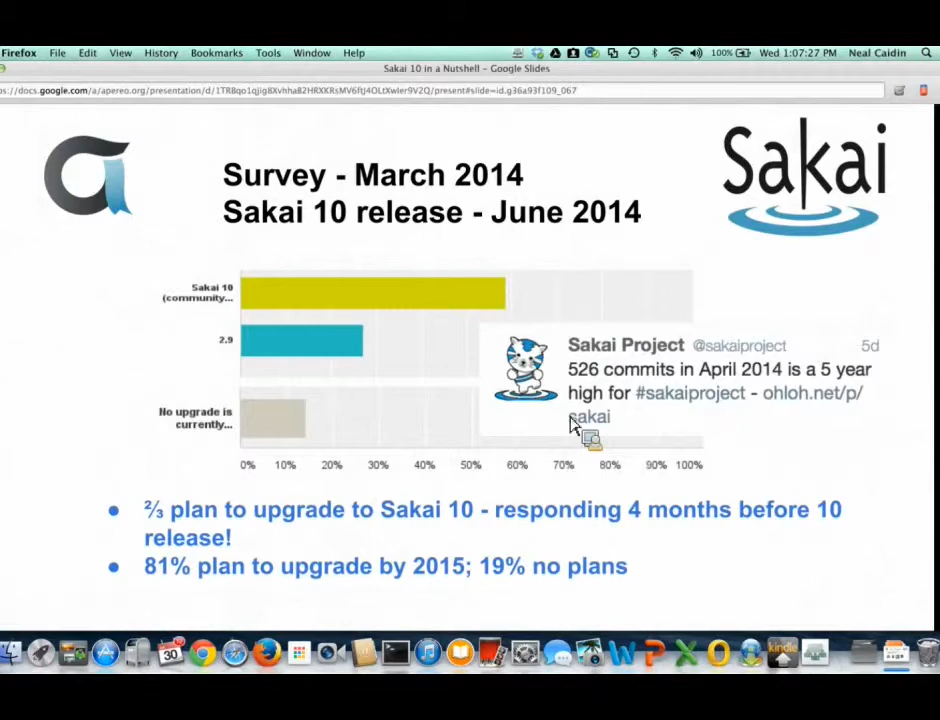 Firefox File Edit View History Bookmarks Tools Window Help 100% Wed 1:07:27 PM Neal Caidin
Sakai 10 in a Nutshell – Google Slides
Sakai
Survey - March 2014
Sakai 10 release - June 2014
Sakai 10
(community...
2.9
No upgrade is
currently...
0% 10% 20% 30% 40% 50% 60% 70% 80% 90% 100%
Sakai Project @sakaiproject 5d
526 commits in April 2014 is a 5 year
high for #sakaiproject - ohloh.net/p/
sakai
● ⅔ plan to upgrade to Sakai 10 - responding 4 months before 10
release!
● 81% plan to upgrade by 2015; 19% no plans
30
kindle